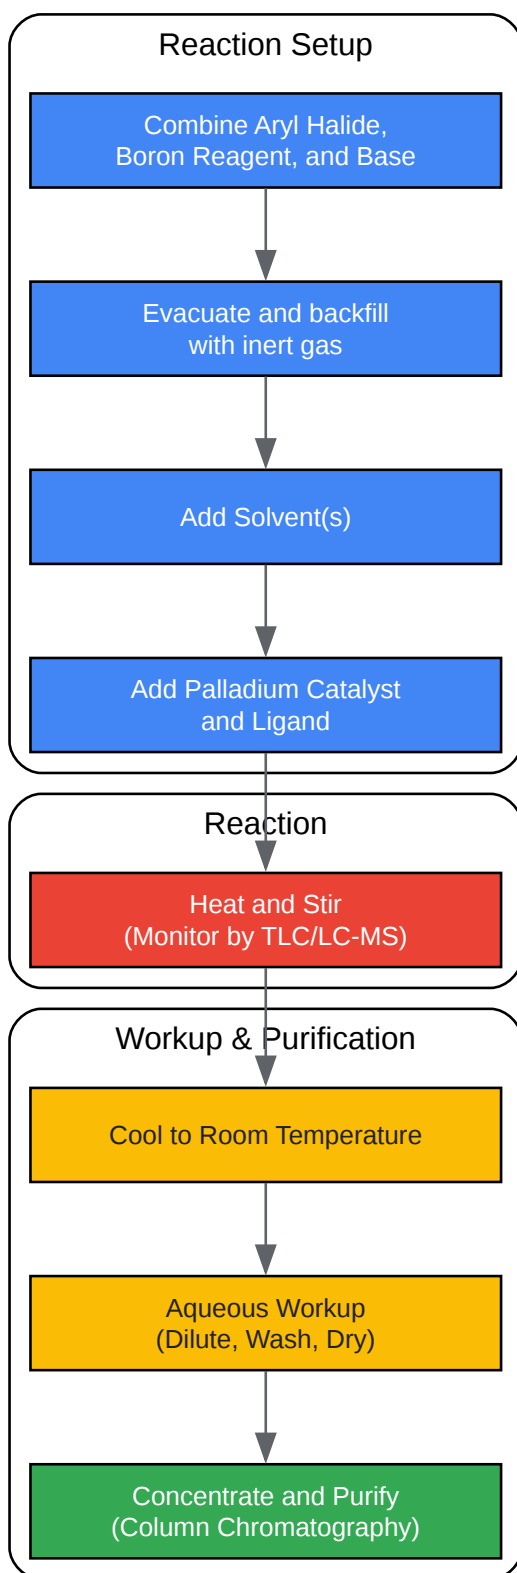 Reaction Setup
Combine Aryl Halide,
Boron Reagent, and Base
Evacuate and backfill
with inert gas
Add Solvent(s)
Add Palladium Catalyst
and Ligand
Reaction
Heat and Stir
(Monitor by TLC/LC-MS)
Workup & Purification
Cool to Room Temperature
Aqueous Workup
(Dilute, Wash, Dry)
Concentrate and Purify
(Column Chromatography)